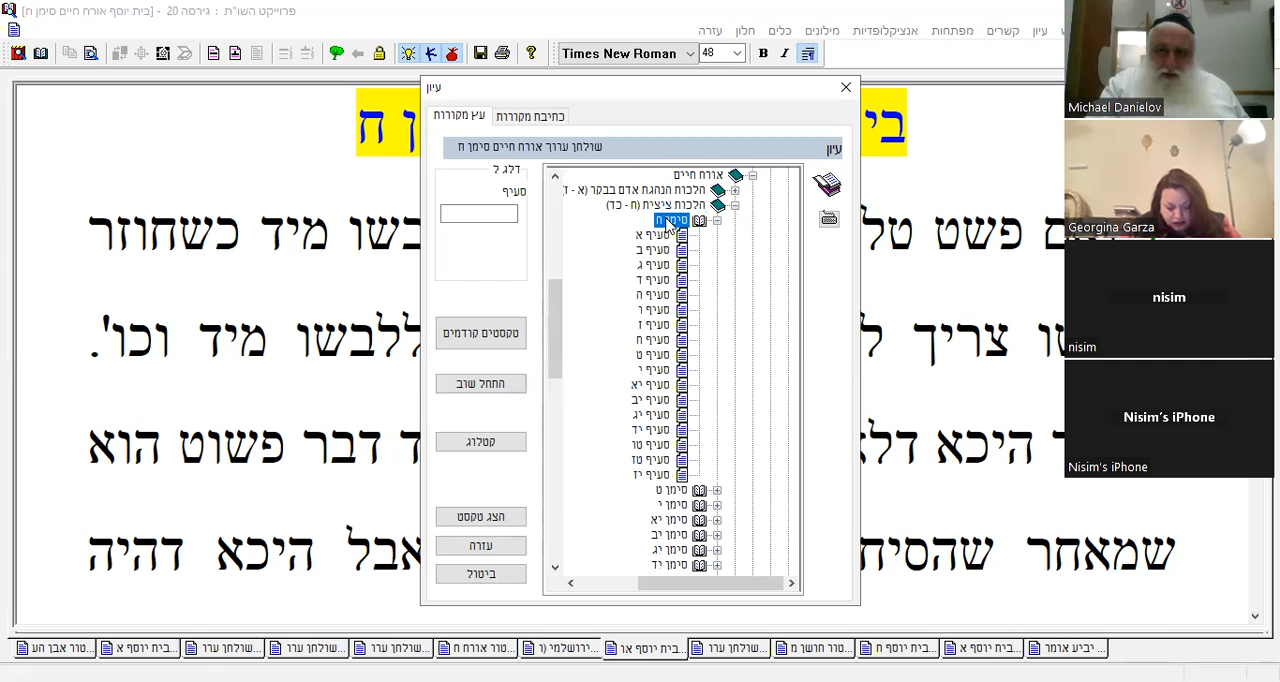 פרוייקט השו"ת : גירסה 20 - [בית יוסף אורח חיים סימן ח]
עיון קשרים מפתחות אנציקלופדיות מילונים כלים חלון עזרה
Times New Roman 48 B I
בי
ן ח
ם פשט טל
בשו מיד כשחוזר
שו צריך ל
ללבשו מיד וכו'.
היכא דלא
ד דבר פשוט הוא
שמאחר שהסיח
אבל היכא דהיה
עיון
עץ מקורות
כתיבת מקורות
עיון
שולחן ערוך אורח חיים סימן ח
דלג ל
סעיף
טקסטים קודמים
התחל שוב
קטלוג
הצג טקסט
עזרה
ביטול
אורח חיים
הלכות הנהגת אדם בבקר (א - ז)
הלכות ציצית (ח - כד)
סימן ח
סעיף א
סעיף ב
סעיף ג
סעיף ד
סעיף ה
סעיף ו
סעיף ז
סעיף ח
סעיף ט
סעיף י
סעיף יא
סעיף יב
סעיף יג
סעיף יד
סעיף טו
סעיף טז
סעיף יז
סימן ט
סימן י
סימן יא
סימן יב
סימן יג
סימן יד
Michael Danielov
Georgina Garza
nisim
nisim
Nisim's iPhone
Nisim's iPhone
יביע אומר ...
בית יוסף א...
בית יוסף ח...
טור חושן מ...
שולחן ערו...
בית יוסף או...
ירושלמי (ו...
טור אורח ח...
שולחן ערו...
שולחן ערו...
שולחן ערו...
בית יוסף א...
טור אבן הע...